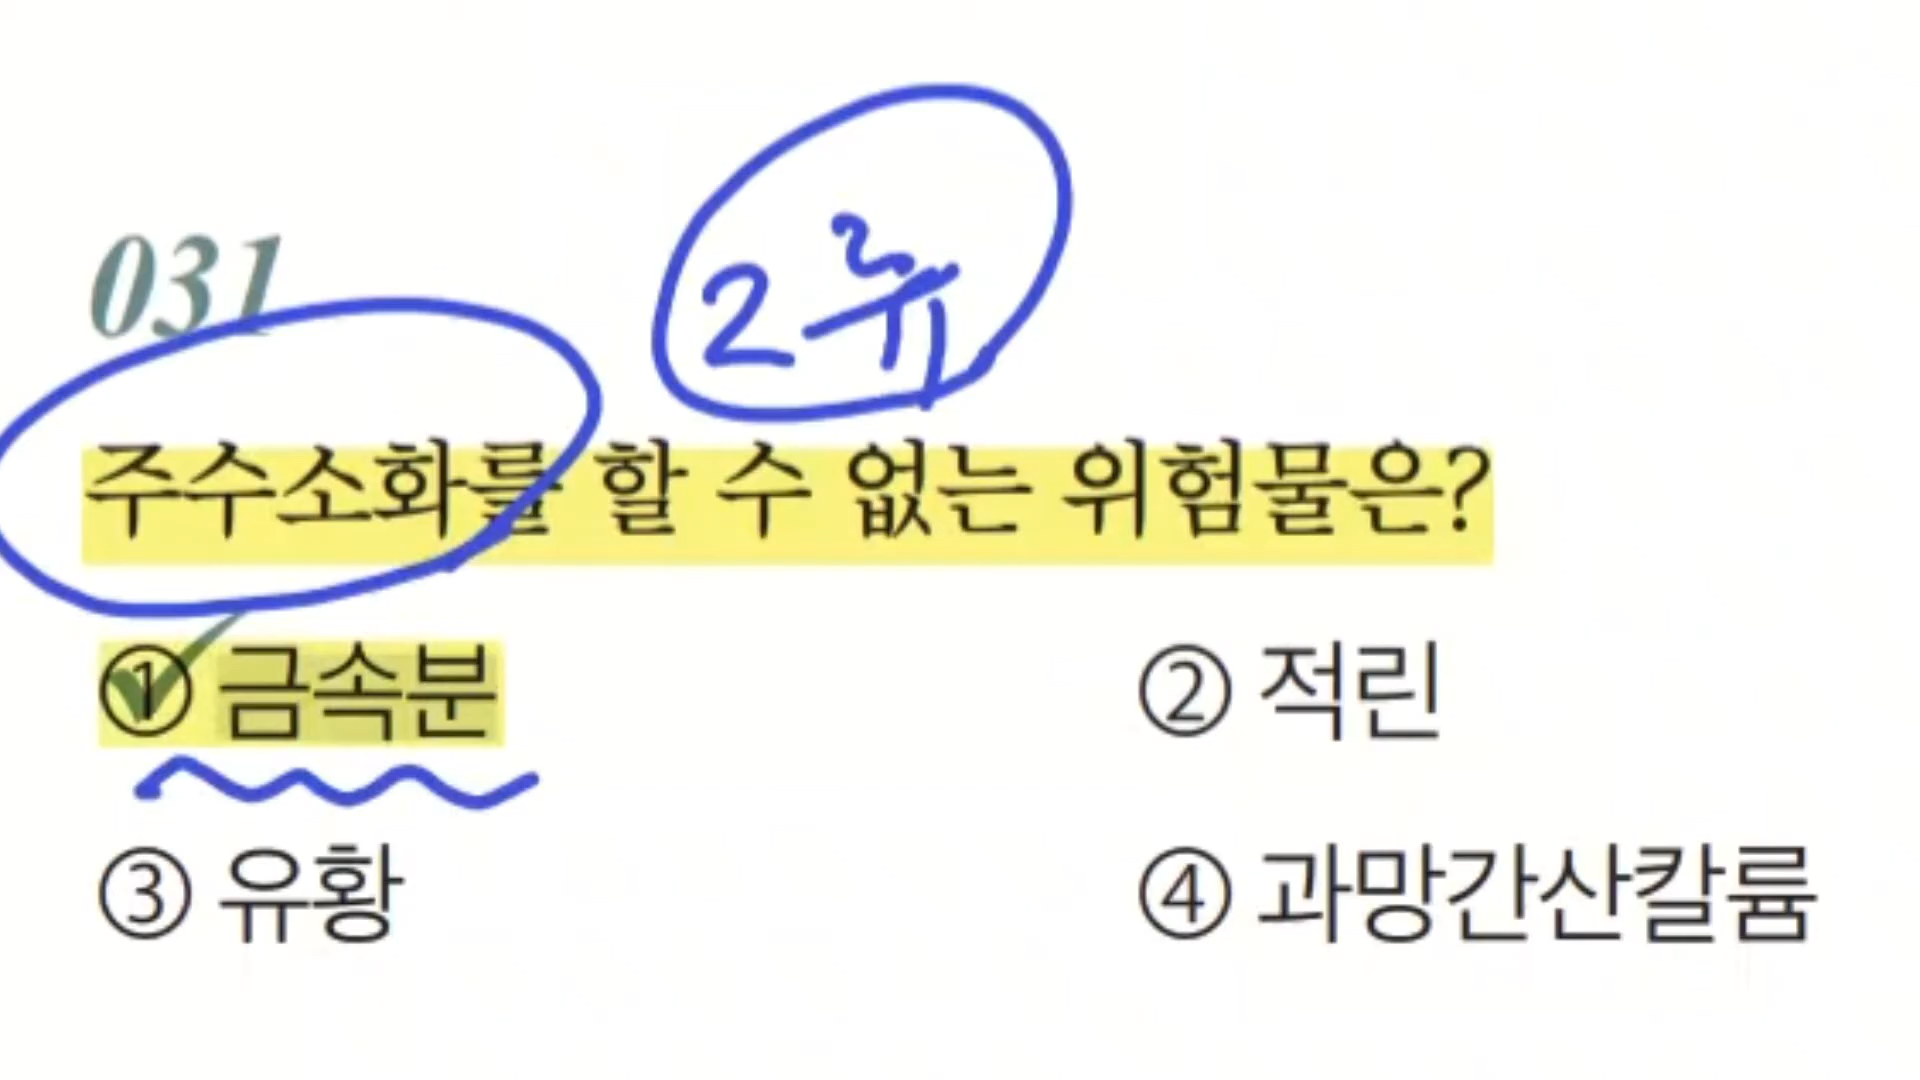 2류
031
주수소화를 할 수 없는 위험물은?
① 금속분
② 적린
③ 유황
④ 과망간산칼륨